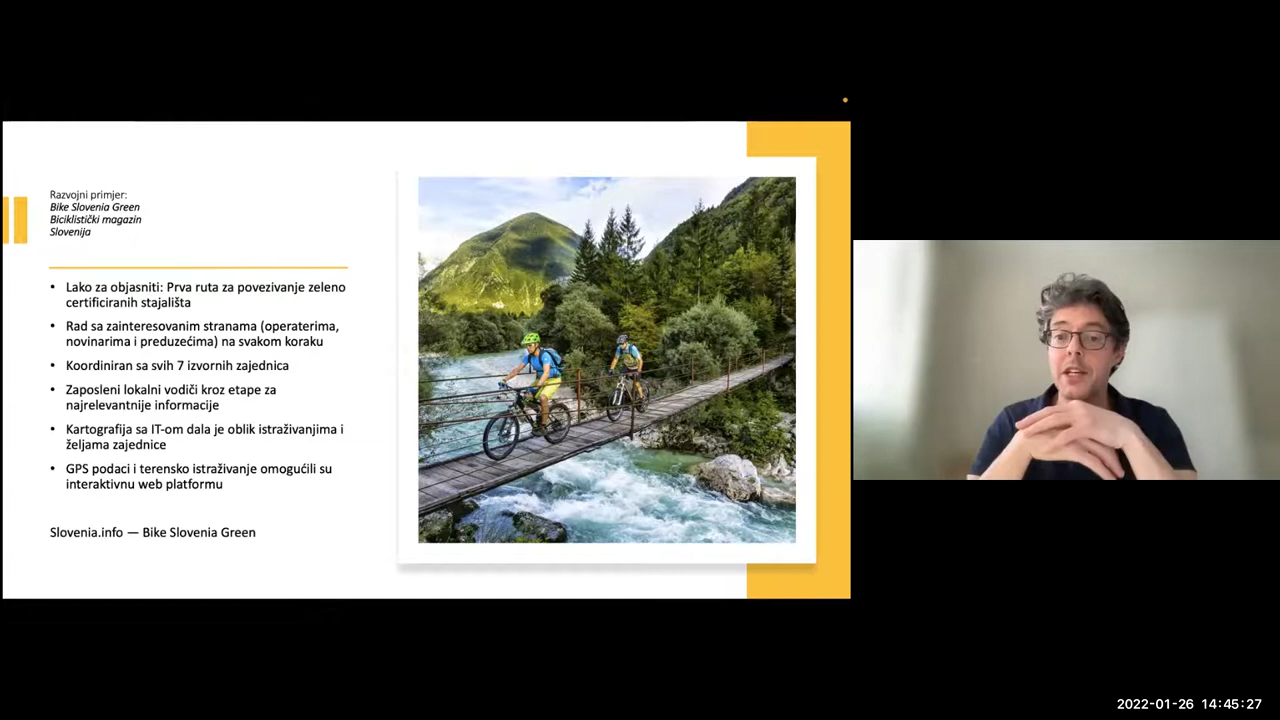 Razvojni primjer:
Bike Slovenia Green
Biciklistički magazin
Slovenija
• Lako za objasniti: Prva ruta za povezivanje zeleno
certificiranih stajališta
• Rad sa zainteresovanim stranama (operaterima,
novinarima i preduzećima) na svakom koraku
• Koordiniran sa svih 7 izvornih zajednica
• Zaposleni lokalni vodiči kroz etape za
najrelevantnije informacije
• Kartografija sa IT-om dala je oblik istraživanjima i
željama zajednice
• GPS podaci i terensko istraživanje omogućili su
interaktivnu web platformu
Slovenia.info — Bike Slovenia Green
2022-01-26 14:45:27